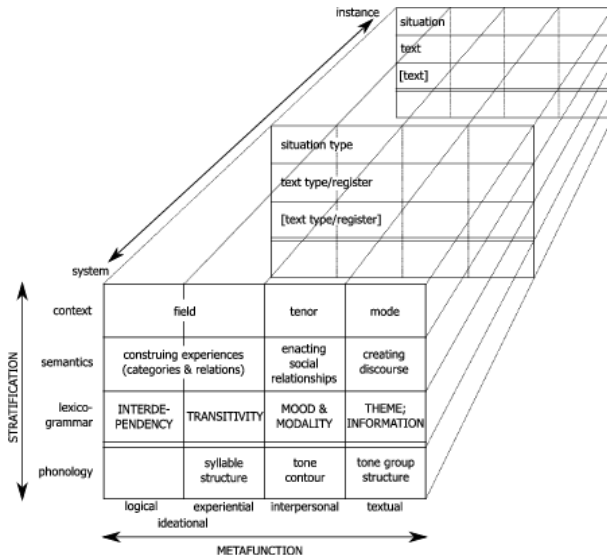 instance
situation
text
[text]
situation type
text type/register
[text type/register]
system
context
field
tenor
mode
semantics
construing experiences
(categories & relations)
enacting
social
relationships
creating
discourse
lexico-
grammar
INTERDE-
PENDENCY
TRANSITIVITY
MOOD &
MODALITY
THEME;
INFORMATION
phonology
syllable
structure
tone
contour
tone group
structure
logical
experiential
interpersonal
textual
ideational
STRATIFICATION
METAFUNCTION